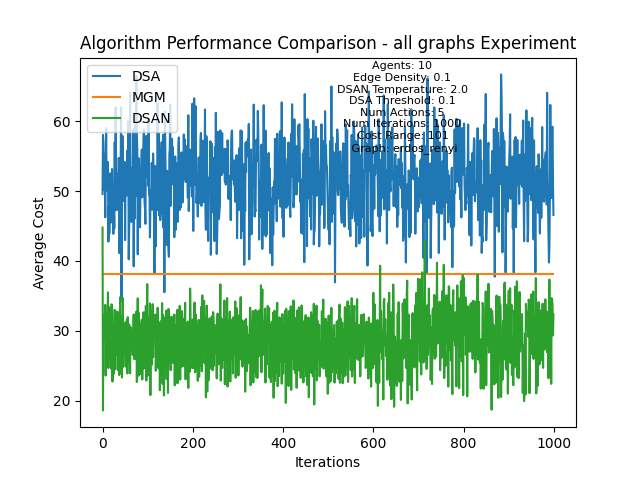 Algorithm Performance Comparison - all graphs Experiment
DSA
MGM
DSAN
Agents: 10
Edge Density: 0.1
DSAN Temperature: 2.0
DSA Threshold: 0.1
Num Actions: 5
Num Iterations: 1000
Cost Range: 101
Graph: erdos_renyi
Average Cost
60
50
40
30
20
0
200
400
600
800
1000
Iterations